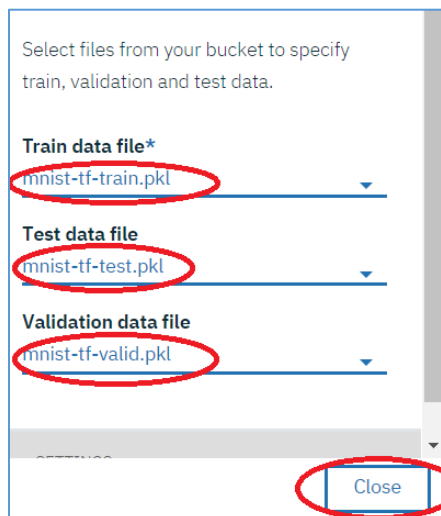 Select files from your bucket to specify
train, validation and test data.
Train data file*
mnist-tf-train.pkl
Test data file
mnist-tf-test.pkl
Validation data file
mnist-tf-valid.pkl
SETTINGS
Close